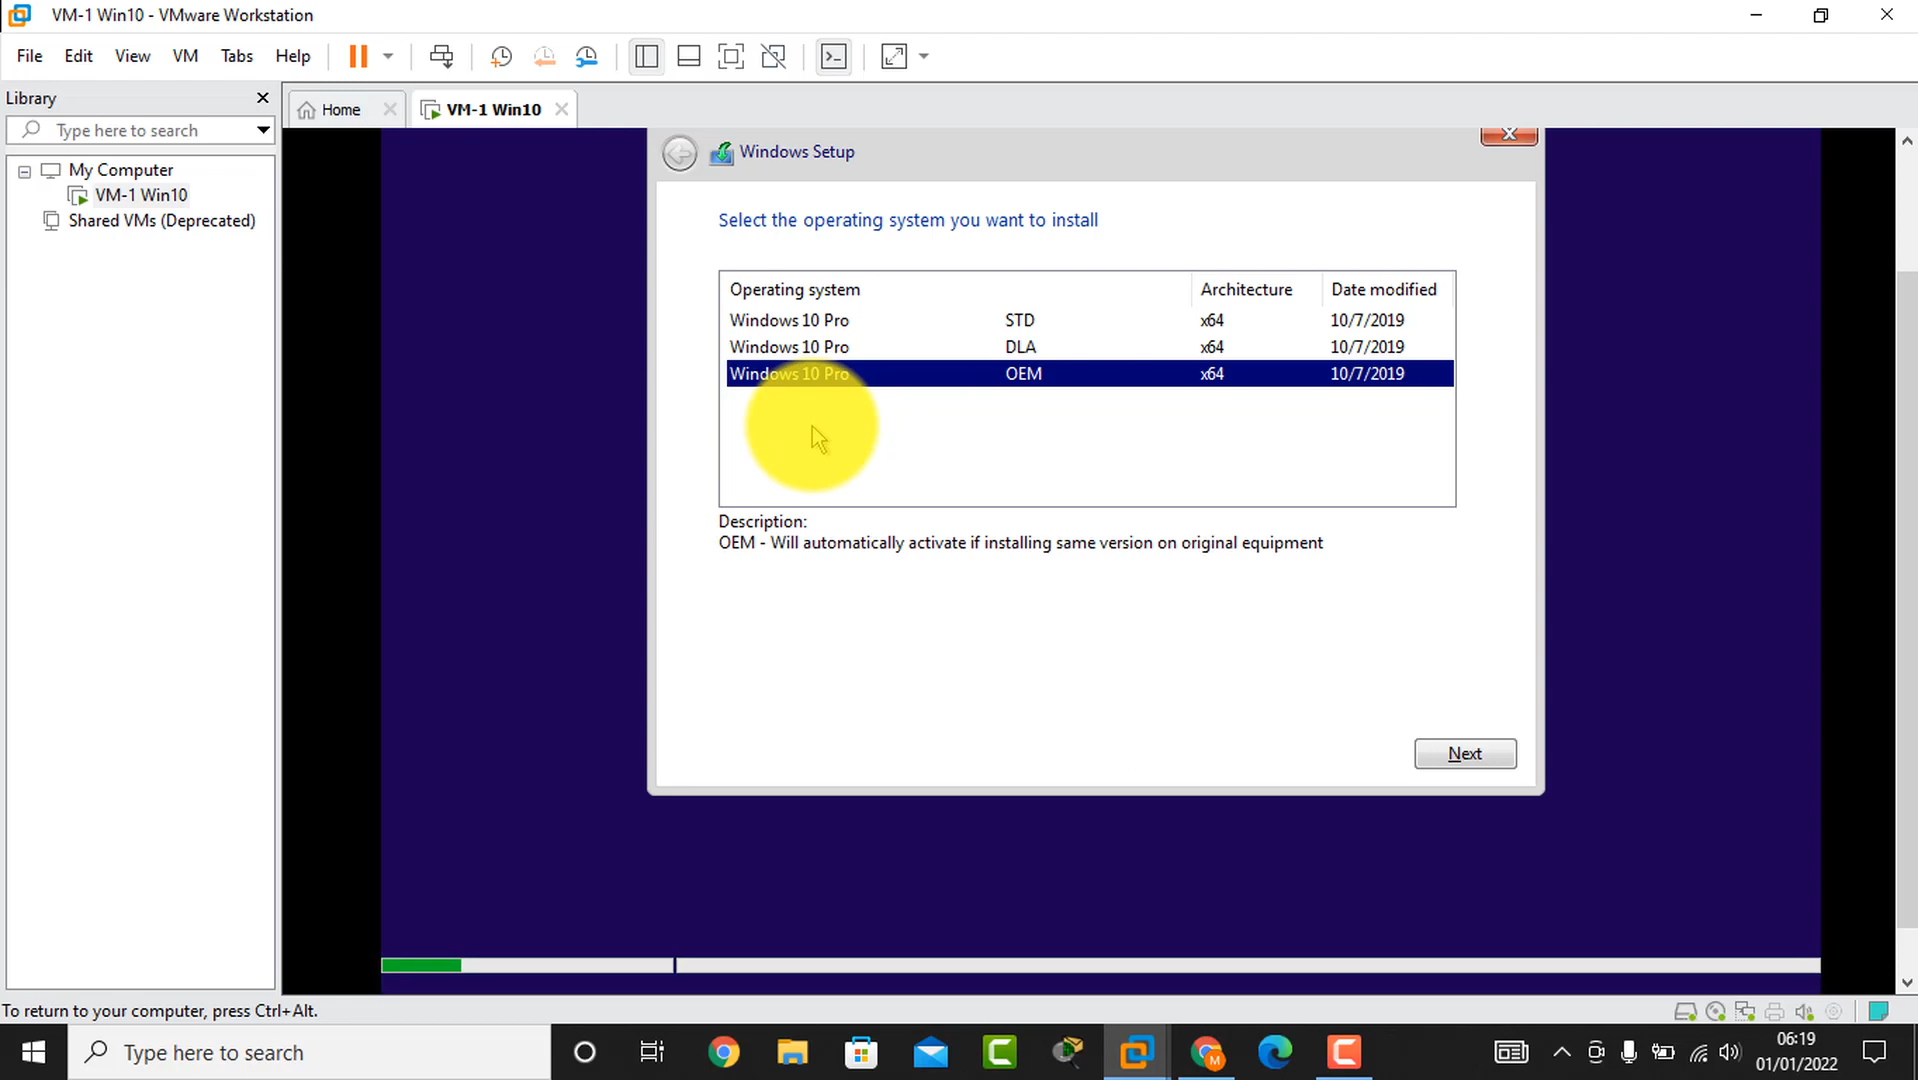 VM-1 Win10 - VMware Workstation
File Edit View VM Tabs Help
Library
Home
VM-1 Win10
Type here to search
My Computer
VM-1 Win10
Shared VMs (Deprecated)
Windows Setup
Select the operating system you want to install
Operating system Architecture Date modified
Windows 10 Pro STD x64 10/7/2019
Windows 10 Pro DLA x64 10/7/2019
Windows 10 Pro OEM x64 10/7/2019
Description:
OEM - Will automatically activate if installing same version on original equipment
Next
To return to your computer, press Ctrl+Alt.
Type here to search
M
06:19
01/01/2022